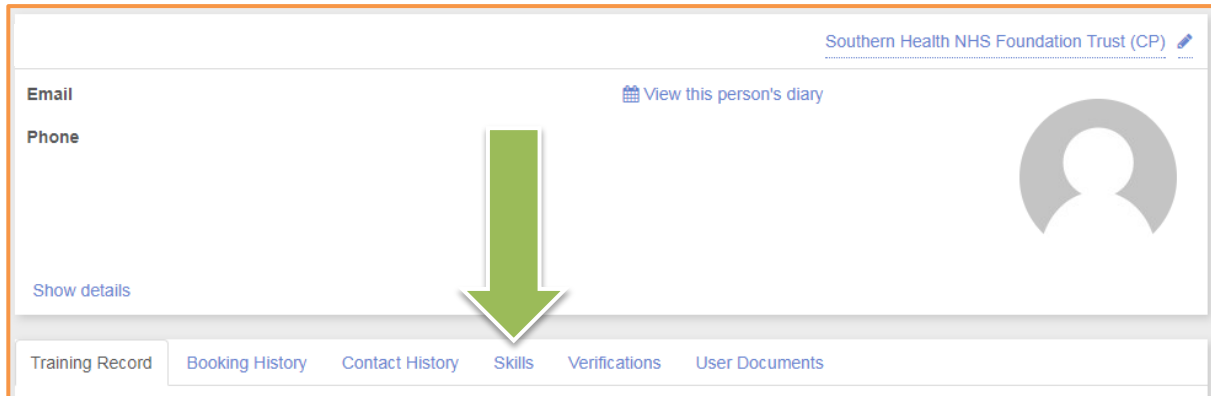 Southern Health NHS Foundation Trust (CP)
Email
View this person's diary
Phone
Show details
Training Record Booking History Contact History Skills Verifications User Documents